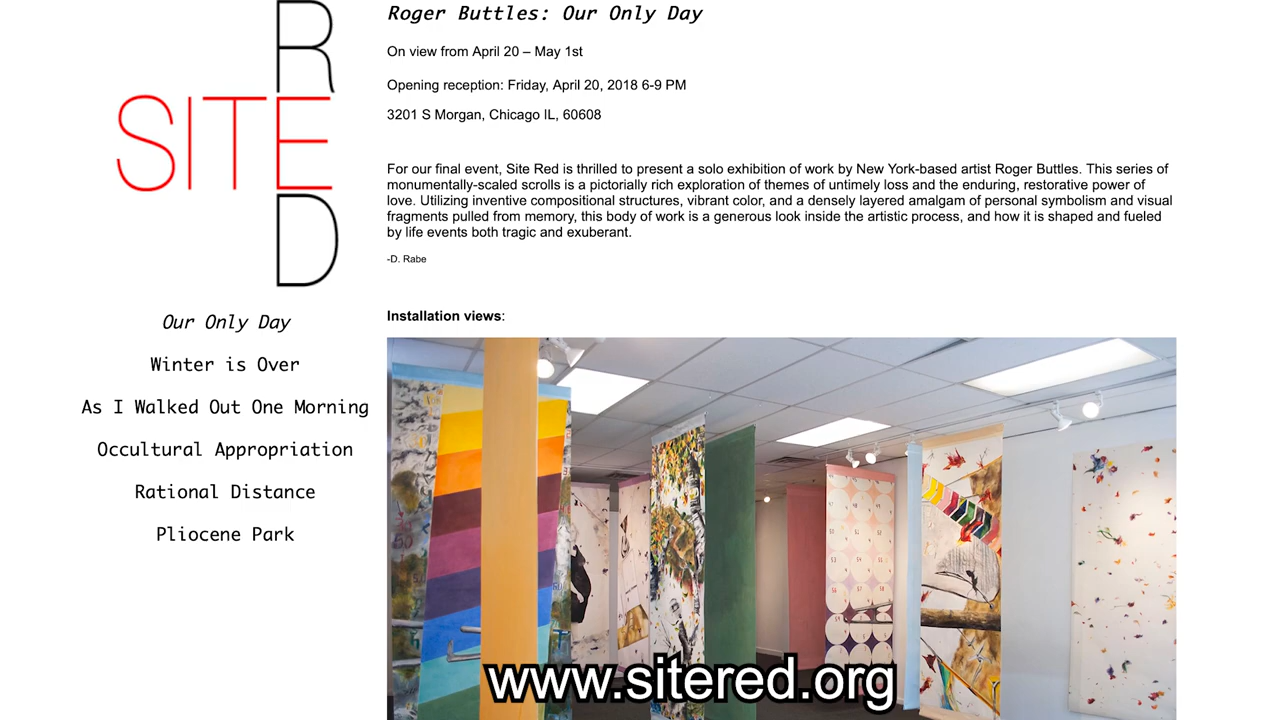 R
SITE
D
Our Only Day
Winter is Over
As I Walked Out One Morning
Occultural Appropriation
Rational Distance
Pliocene Park
Roger Buttles: Our Only Day
On view from April 20 – May 1st
Opening reception: Friday, April 20, 2018 6-9 PM
3201 S Morgan, Chicago IL, 60608
For our final event, Site Red is thrilled to present a solo exhibition of work by New York-based artist Roger Buttles. This series of
monumentally-scaled scrolls is a pictorially rich exploration of themes of untimely loss and the enduring, restorative power of
love. Utilizing inventive compositional structures, vibrant color, and a densely layered amalgam of personal symbolism and visual
fragments pulled from memory, this body of work is a generous look inside the artistic process, and how it is shaped and fueled
by life events both tragic and exuberant.
-D. Rabe
Installation views:
www.sitered.org